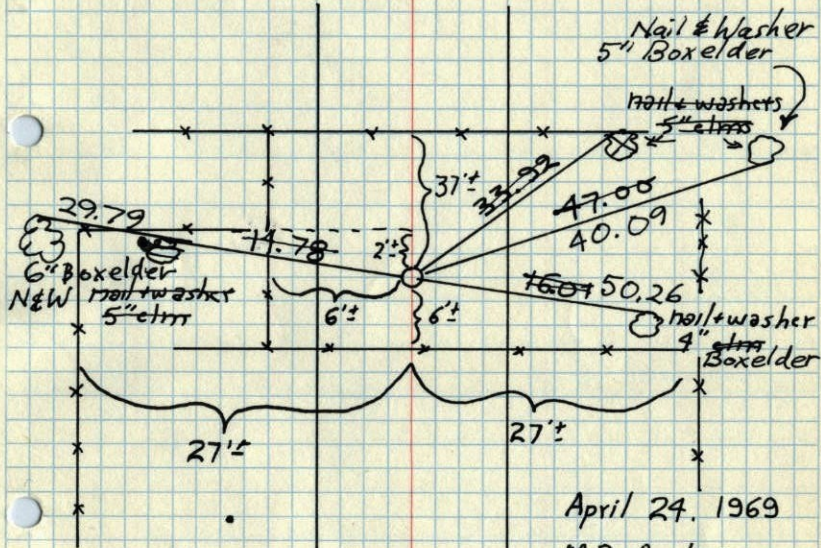 Nail & Washer
5" Boxelder
nail + washers
5" elms
37'±
33.92
47.00
40.09
29.79
11.78
2'±
6" Boxelder
N&W nail + washer
5" elm
6'±
6'±
16.01 50.26
nail + washer
4" elm
Boxelder
27'±
27'±
April 24. 1969